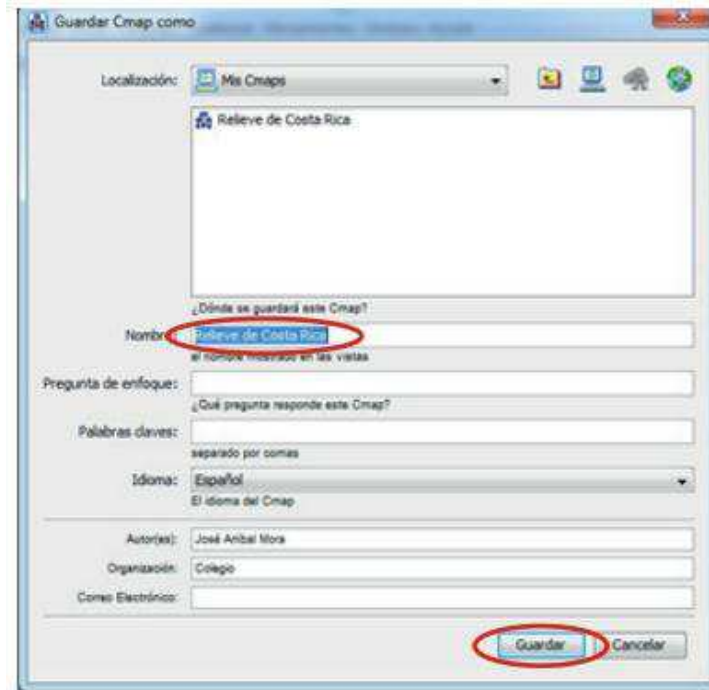 Guardar Cmap como
Localización: Mis Cmaps
Relieve de Costa Rica
¿Dónde se guardará este Cmap?
Nombre: Relieve de Costa Rica
el nombre mostrado en las vistas
Pregunta de enfoque:
¿Qué pregunta responde este Cmap?
Palabras claves:
separado por comas
Idioma: Español
El idioma del Cmap
Autor(es): José Aníbal Mora
Organización: Colegio
Correo Electrónico:
Guardar Cancelar